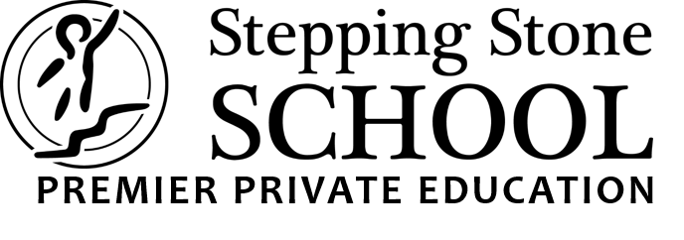 Stepping Stone
SCHOOL
PREMIER PRIVATE EDUCATION